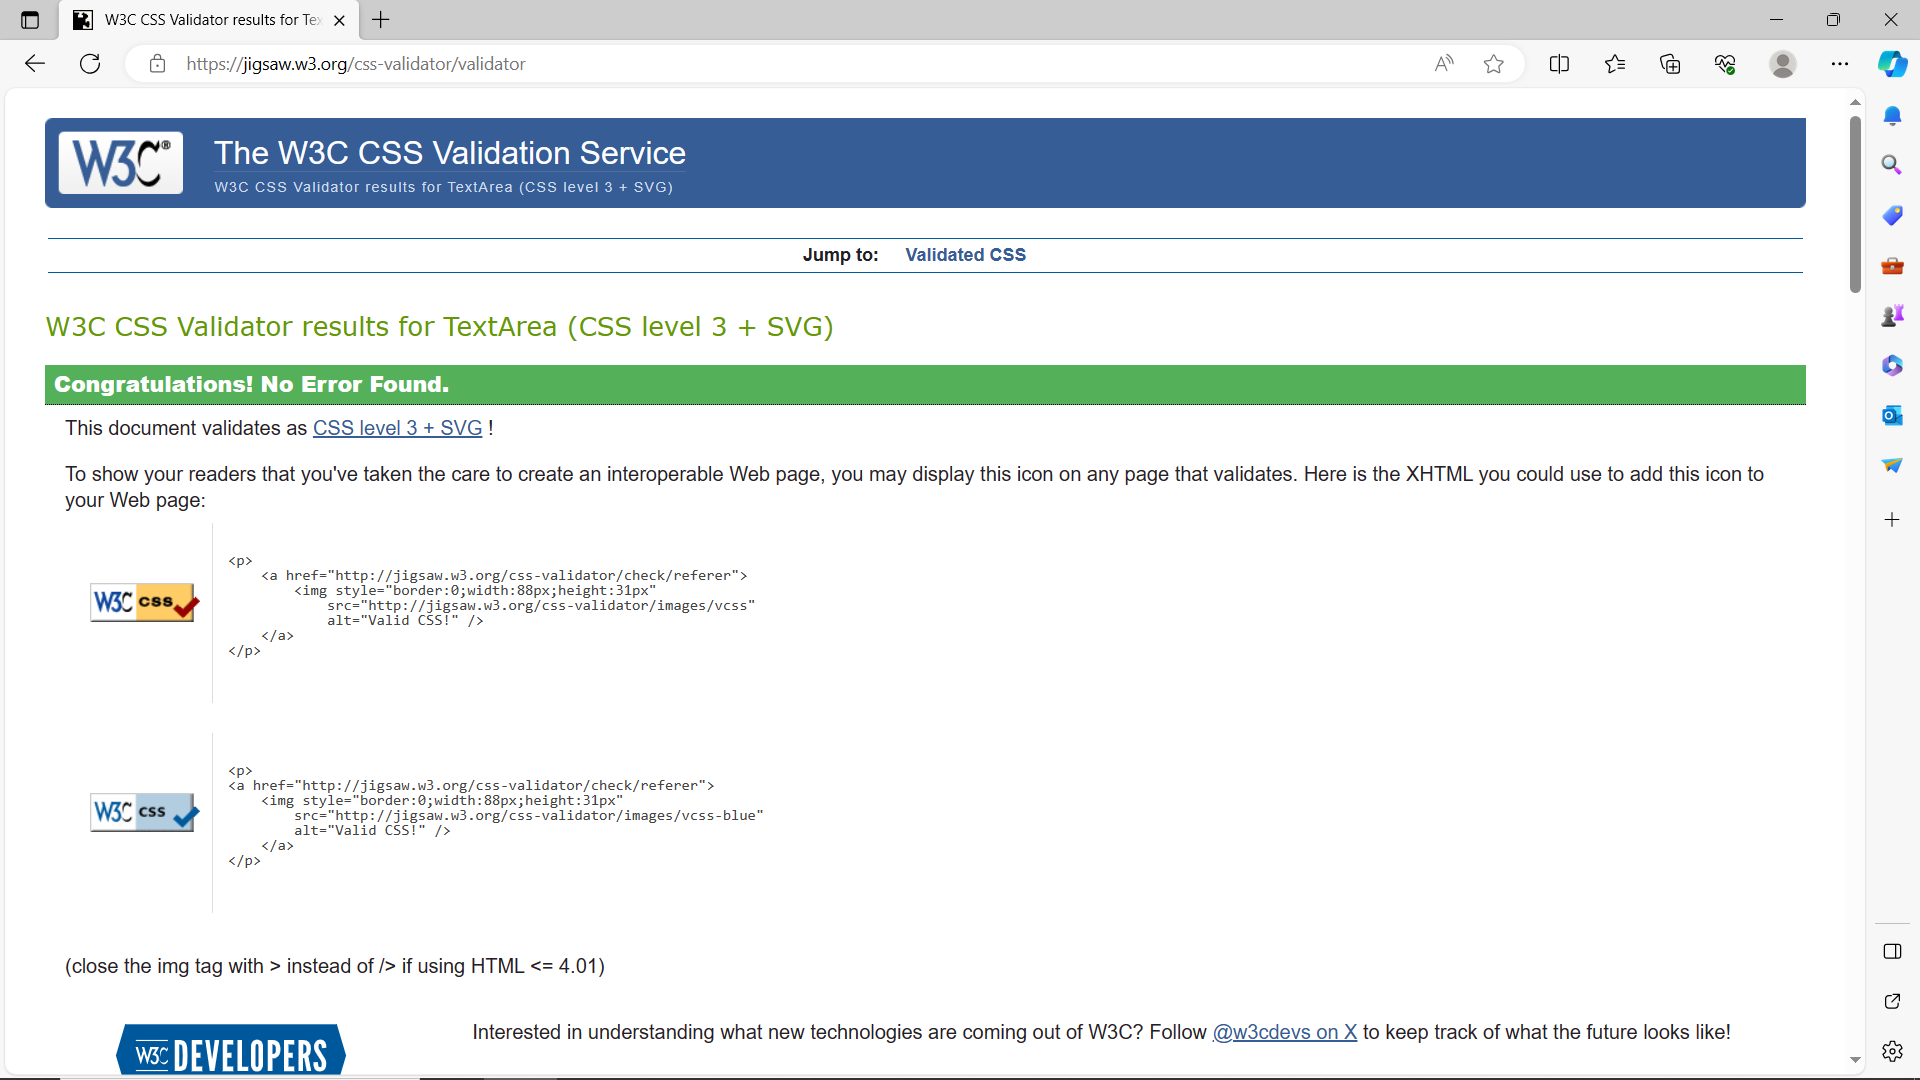 W3C CSS Validator results for Te
https://jigsaw.w3.org/css-validator/validator
W3C®
The W3C CSS Validation Service
W3C CSS Validator results for TextArea (CSS level 3 + SVG)
Jump to: Validated CSS
W3C CSS Validator results for TextArea (CSS level 3 + SVG)
Congratulations! No Error Found.
This document validates as CSS level 3 + SVG !
To show your readers that you've taken the care to create an interoperable Web page, you may display this icon on any page that validates. Here is the XHTML you could use to add this icon to
your Web page:
W3C css
<p>
<a href="http://jigsaw.w3.org/css-validator/check/referer">
<img style="border:0;width:88px;height:31px"
src="http://jigsaw.w3.org/css-validator/images/vcss"
alt="Valid CSS!" />
</a>
</p>
W3C css
<p>
<a href="http://jigsaw.w3.org/css-validator/check/referer">
<img style="border:0;width:88px;height:31px"
src="http://jigsaw.w3.org/css-validator/images/vcss-blue"
alt="Valid CSS!" />
</a>
</p>
(close the img tag with > instead of /> if using HTML <= 4.01)
W3C DEVELOPERS
Interested in understanding what new technologies are coming out of W3C? Follow @w3cdevs on X to keep track of what the future looks like!